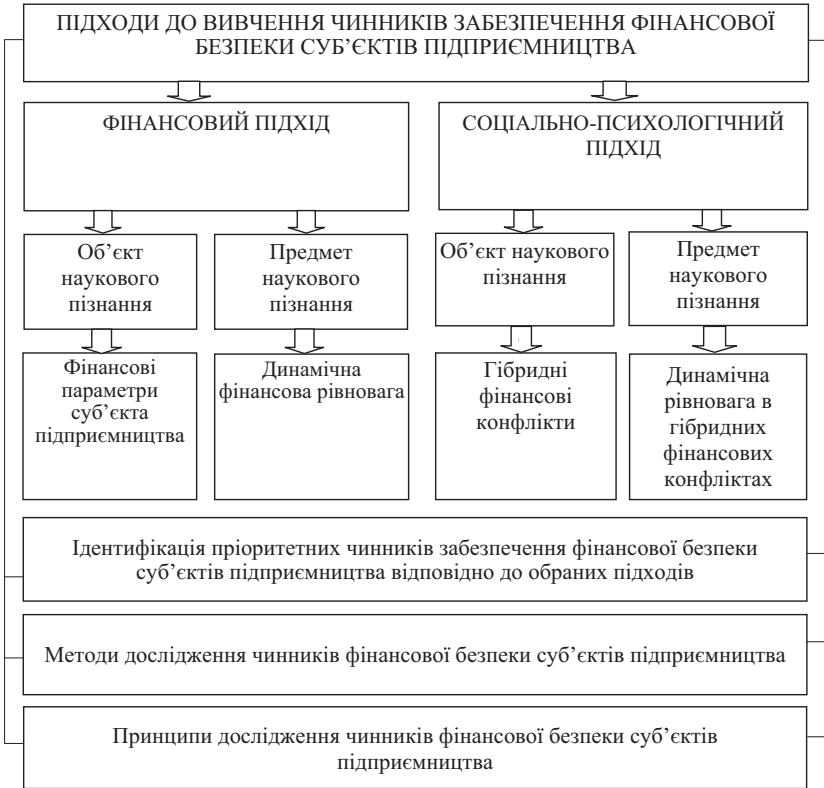 ПІДХОДИ ДО ВИВЧЕННЯ ЧИННИКІВ ЗАБЕЗПЕЧЕННЯ ФІНАНСОВОЇ
БЕЗПЕКИ СУБ’ЄКТІВ ПІДПРИЄМНИЦТВА
ФІНАНСОВИЙ ПІДХІД
СОЦІАЛЬНО-ПСИХОЛОГІЧНИЙ
ПІДХІД
Об’єкт
наукового
пізнання
Предмет
наукового
пізнання
Об’єкт наукового
пізнання
Предмет
наукового
пізнання
Фінансові
параметри
суб’єкта
підприємництва
Динамічна
фінансова рівновага
Гібридні
фінансові
конфлікти
Динамічна
рівновага в
гібридних
фінансових
конфліктах
Ідентифікація пріоритетних чинників забезпечення фінансової безпеки
суб’єктів підприємництва відповідно до обраних підходів
Методи дослідження чинників фінансової безпеки суб’єктів підприємництва
Принципи дослідження чинників фінансової безпеки суб’єктів
підприємництва